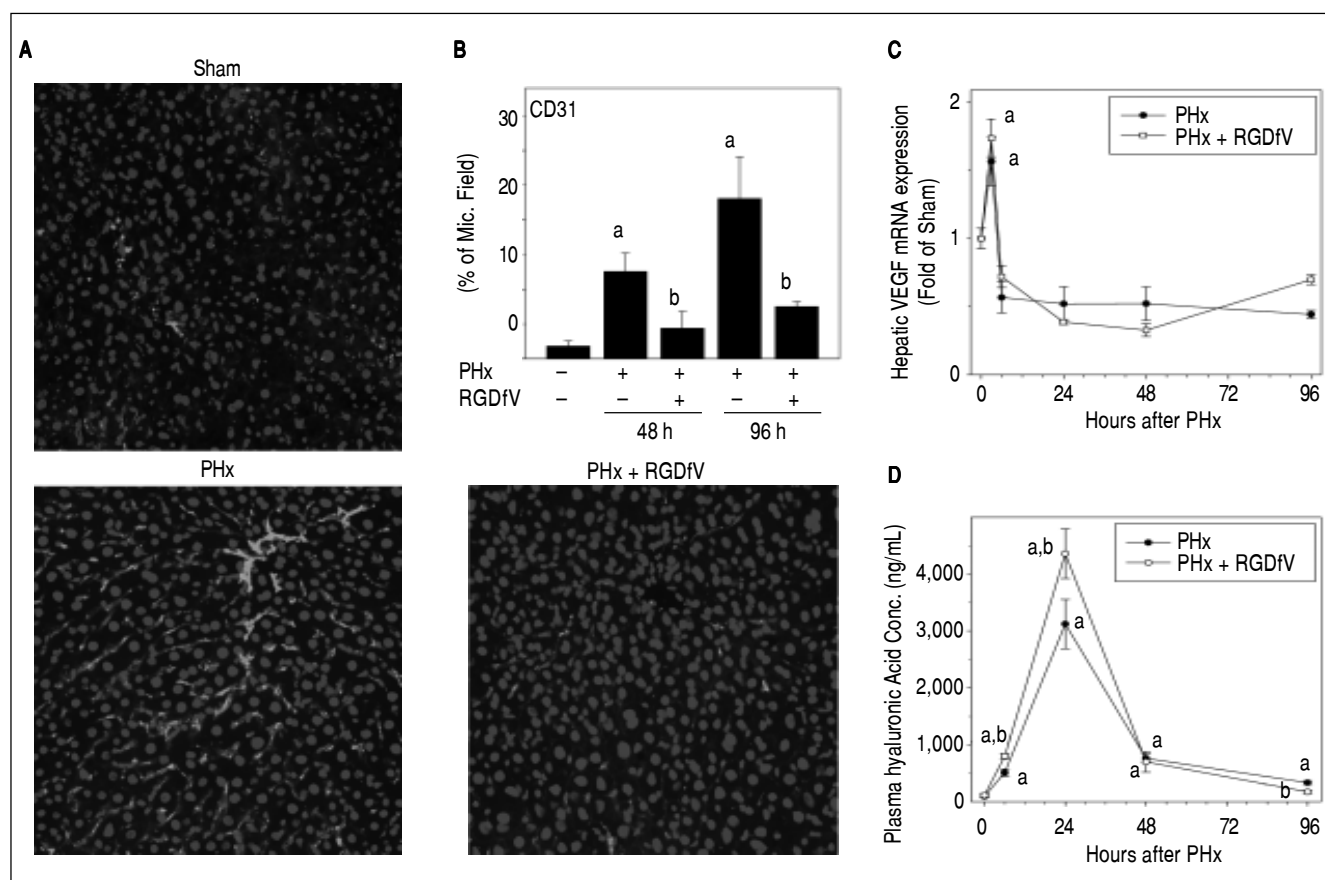 A
Sham
PHx
B
CD31
(% of Mic. Field)
30
20
10
0
a
b
a
b
PHx – + + + +
RGDfV – – + – +
48 h 96 h
PHx + RGDfV
C
Hepatic VEGF mRNA expression
(Fold of Sham)
2
1
0
a
a
PHx
PHx + RGDfV
0 24 48 72 96
Hours after PHx
D
Plasma hyaluronic Acid Conc. (ng/mL)
4,000
3,000
2,000
1,000
0
a,b
a
a,b
a
a
a
a
b
PHx
PHx + RGDfV
0 24 48 72 96
Hours after PHx